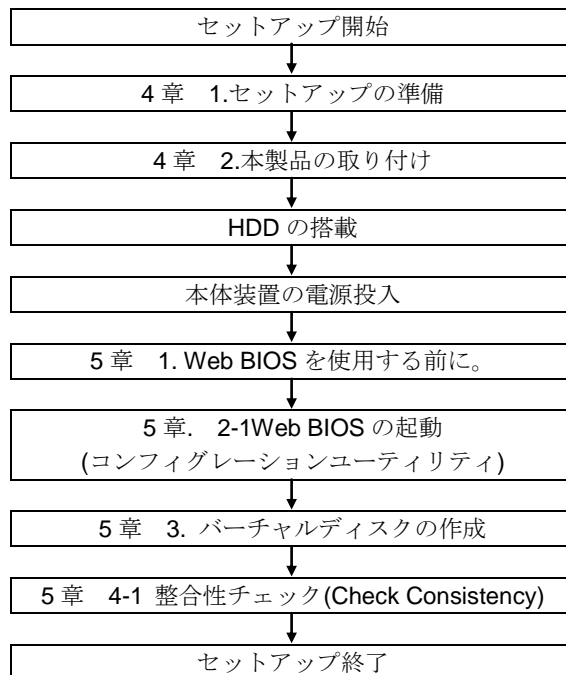 セットアップ開始
4 章　1.セットアップの準備
4 章　2.本製品の取り付け
HDD の搭載
本体装置の電源投入
5 章　1. Web BIOS を使用する前に。
5 章.　2-1Web BIOS の起動
(コンフィグレーションユーティリティ)
5 章　3. バーチャルディスクの作成
5 章　4-1 整合性チェック(Check Consistency)
セットアップ終了